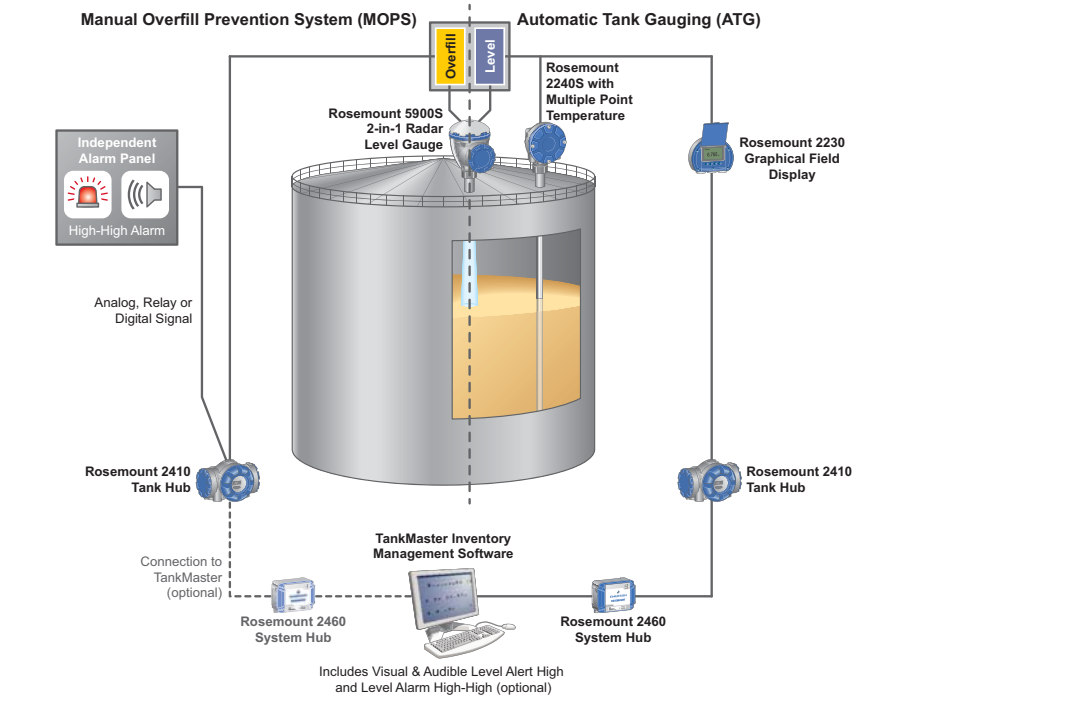 Manual Overfill Prevention System (MOPS)
Automatic Tank Gauging (ATG)
Overfill
Level
Rosemount
2240S with
Multiple Point
Temperature
Rosemount 5900S
2-in-1 Radar
Level Gauge
Independent
Alarm Panel
High-High Alarm
Rosemount 2230
Graphical Field
Display
Analog, Relay or
Digital Signal
Rosemount 2410
Tank Hub
Rosemount 2410
Tank Hub
TankMaster Inventory
Management Software
Connection to
TankMaster
(optional)
Rosemount 2460
System Hub
Rosemount 2460
System Hub
Includes Visual & Audible Level Alert High
and Level Alarm High-High (optional)